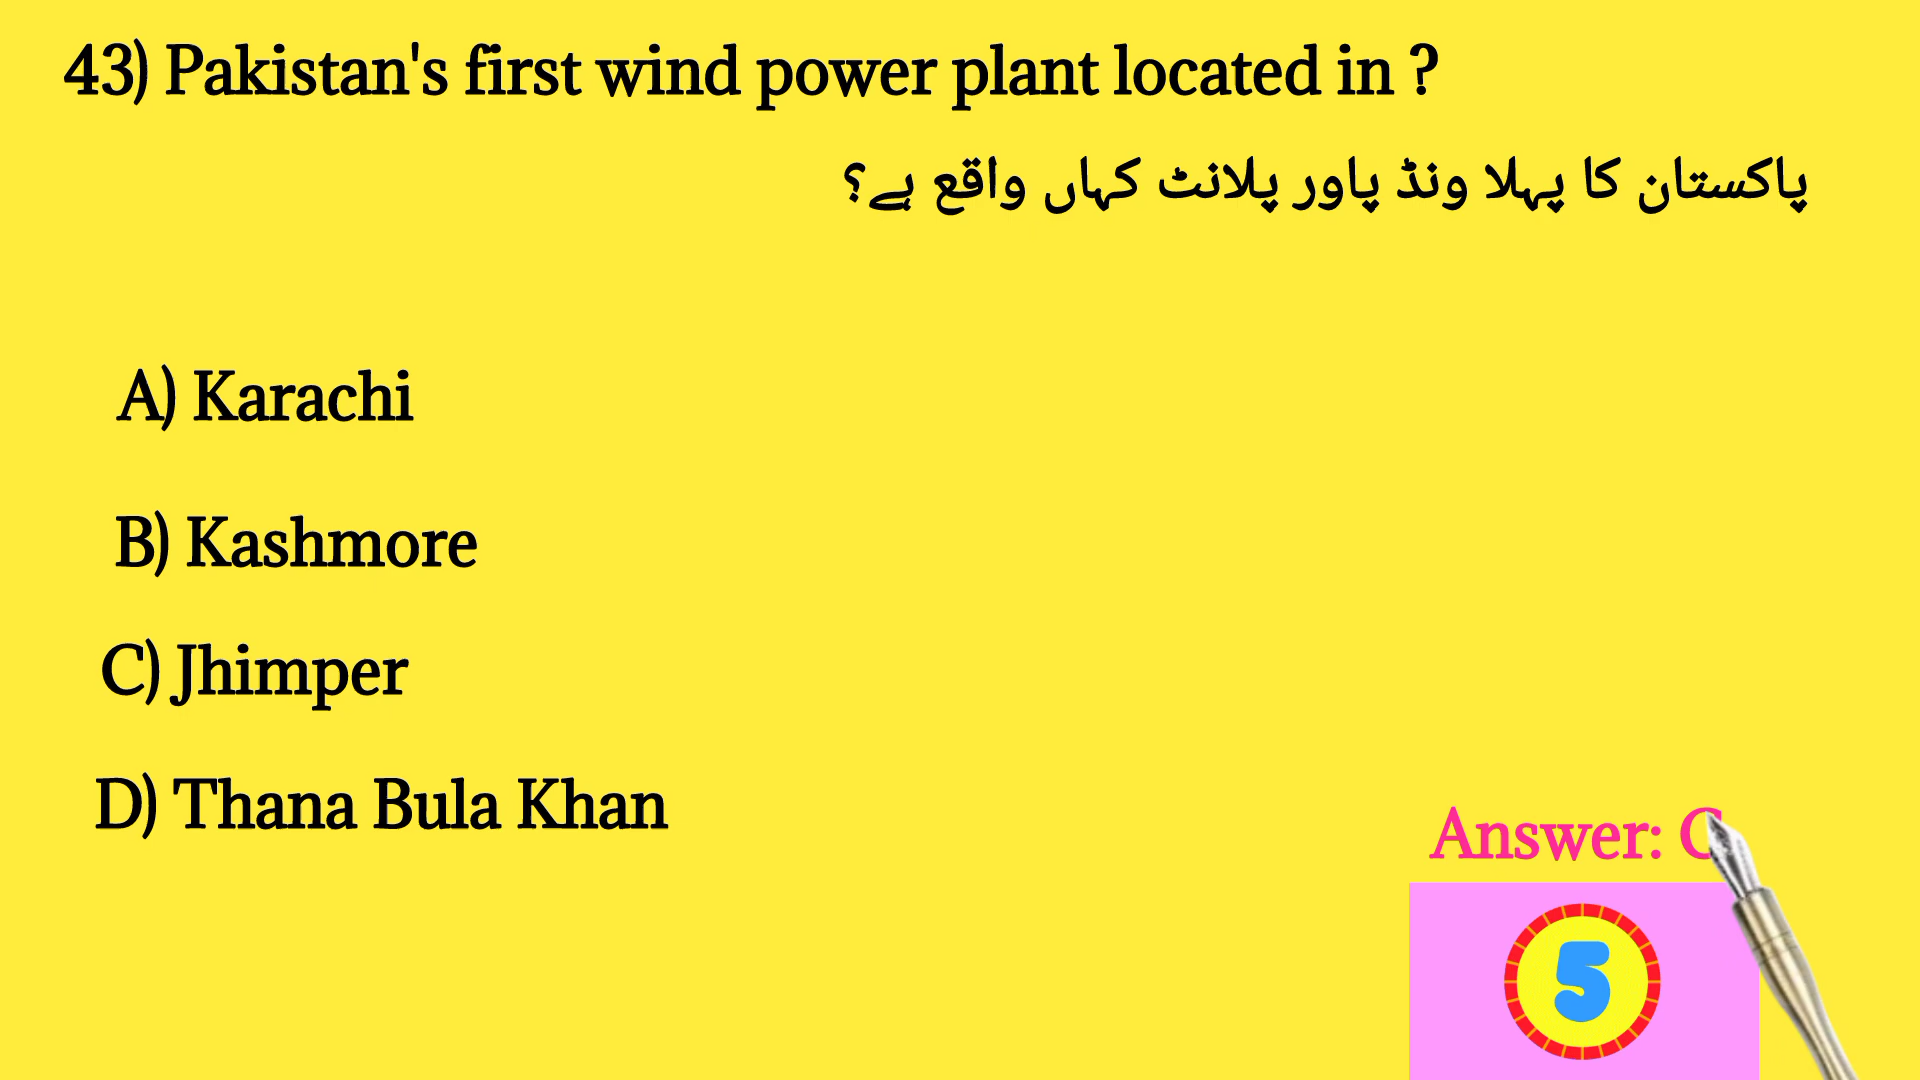 43) Pakistan's first wind power plant located in ?
پاکستان کا پہلا ونڈ پاور پلانٹ کہاں واقع ہے؟
A) Karachi
B) Kashmore
C) Jhimper
D) Thana Bula Khan
Answer: C
5